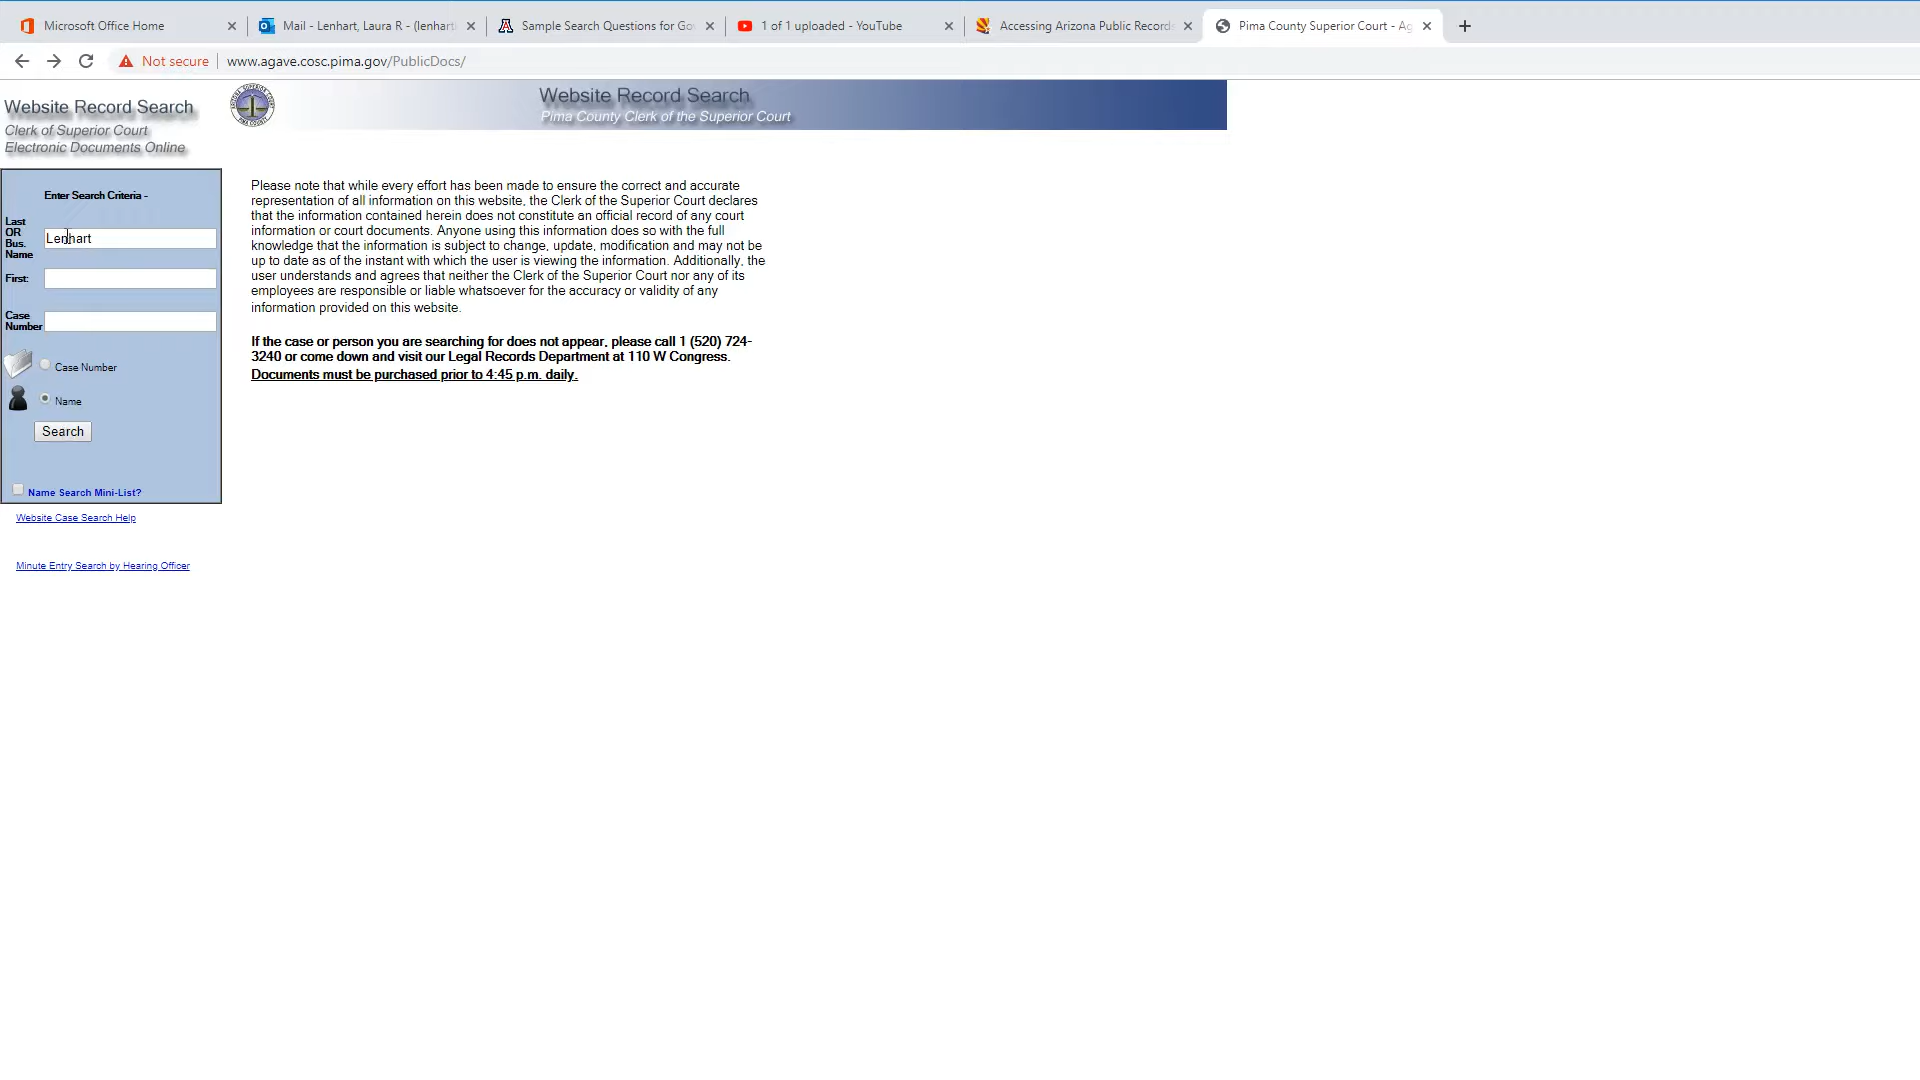 Microsoft Office Home
Mail - Lenhart, Laura R - (lenhart
Sample Search Questions for Go
1 of 1 uploaded - YouTube
Accessing Arizona Public Records
Pima County Superior Court - Ag
Not secure
www.agave.cosc.pima.gov/PublicDocs/
Website Record Search
Clerk of Superior Court
Electronic Documents Online
Website Record Search
Pima County Clerk of the Superior Court
Enter Search Criteria -
Last
OR
Bus.
Name
Lenhart
First:
Case
Number
Case Number
Name
Search
Name Search Mini-List?
Website Case Search Help
Minute Entry Search by Hearing Officer
Please note that while every effort has been made to ensure the correct and accurate
representation of all information on this website, the Clerk of the Superior Court declares
that the information contained herein does not constitute an official record of any court
information or court documents. Anyone using this information does so with the full
knowledge that the information is subject to change, update, modification and may not be
up to date as of the instant with which the user is viewing the information. Additionally, the
user understands and agrees that neither the Clerk of the Superior Court nor any of its
employees are responsible or liable whatsoever for the accuracy or validity of any
information provided on this website.
If the case or person you are searching for does not appear, please call 1 (520) 724-
3240 or come down and visit our Legal Records Department at 110 W Congress.
Documents must be purchased prior to 4:45 p.m. daily.